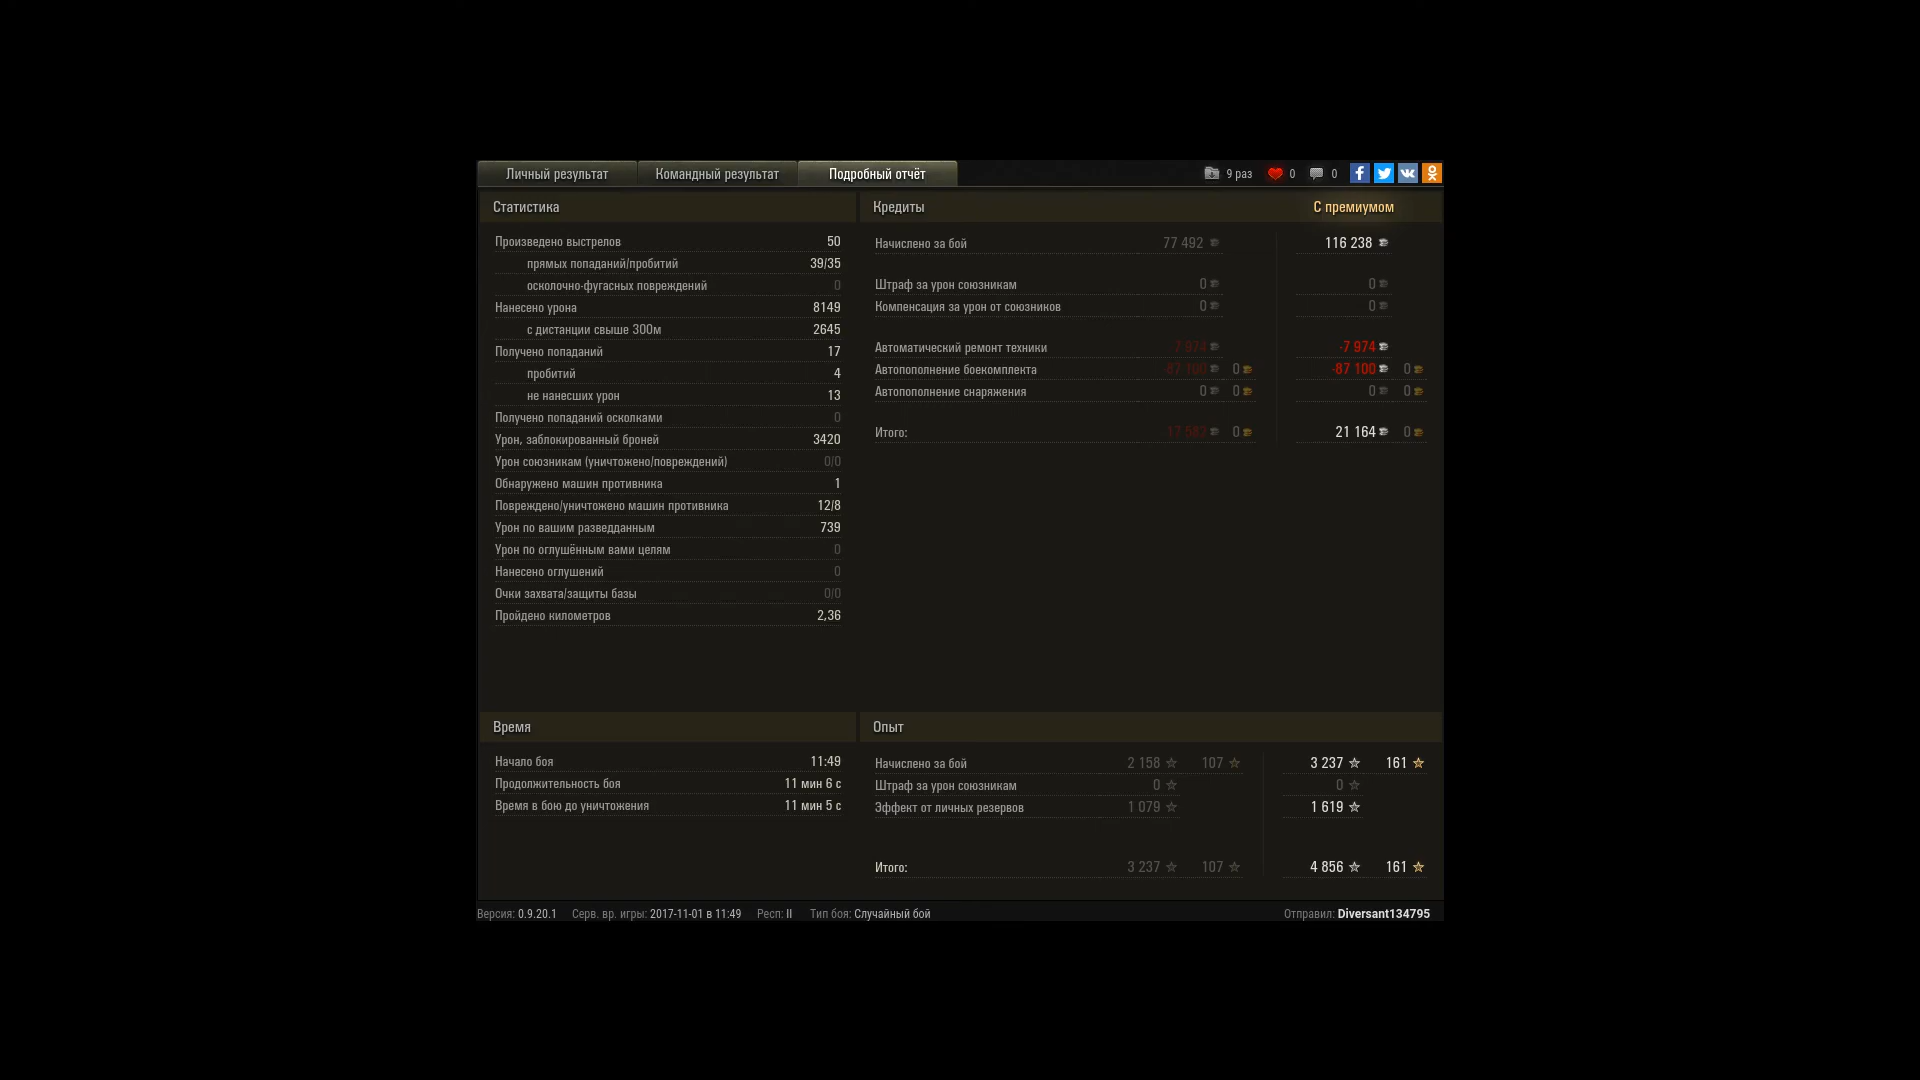 Личный результат Командный результат Подробный отчёт 9 раз 0 0
Статистика
Произведено выстрелов 50
прямых попаданий/пробитий 39/35
осколочно-фугасных повреждений 0
Нанесено урона 8149
с дистанции свыше 300м 2645
Получено попаданий 17
пробитий 4
не нанесших урон 13
Получено попаданий осколками 0
Урон, заблокированный броней 3420
Урон союзникам (уничтожено/повреждений) 0/0
Обнаружено машин противника 1
Повреждено/уничтожено машин противника 12/8
Урон по вашим разведданным 739
Урон по оглушённым вами целям 0
Нанесено оглушений 0
Очки захвата/защиты базы 0/0
Пройдено километров 2,36
Кредиты С премиумом
Начислено за бой 77 492 116 238
Штраф за урон союзникам 0 0
Компенсация за урон от союзников 0 0
Автоматический ремонт техники -7 974 -7 974
Автопополнение боекомплекта -87 100 0 -87 100 0
Автопополнение снаряжения 0 0 0 0
Итого: -17 582 0 21 164 0
Время
Начало боя 11:49
Продолжительность боя 11 мин 6 с
Время в бою до уничтожения 11 мин 5 с
Опыт
Начислено за бой 2 158 107 3 237 161
Штраф за урон союзникам 0 0
Эффект от личных резервов 1 079 1 619
Итого: 3 237 107 4 856 161
Версия: 0.9.20.1 Серв. вр. игры: 2017-11-01 в 11:49 Респ: II Тип боя: Случайный бой Отправил: Diversant134795